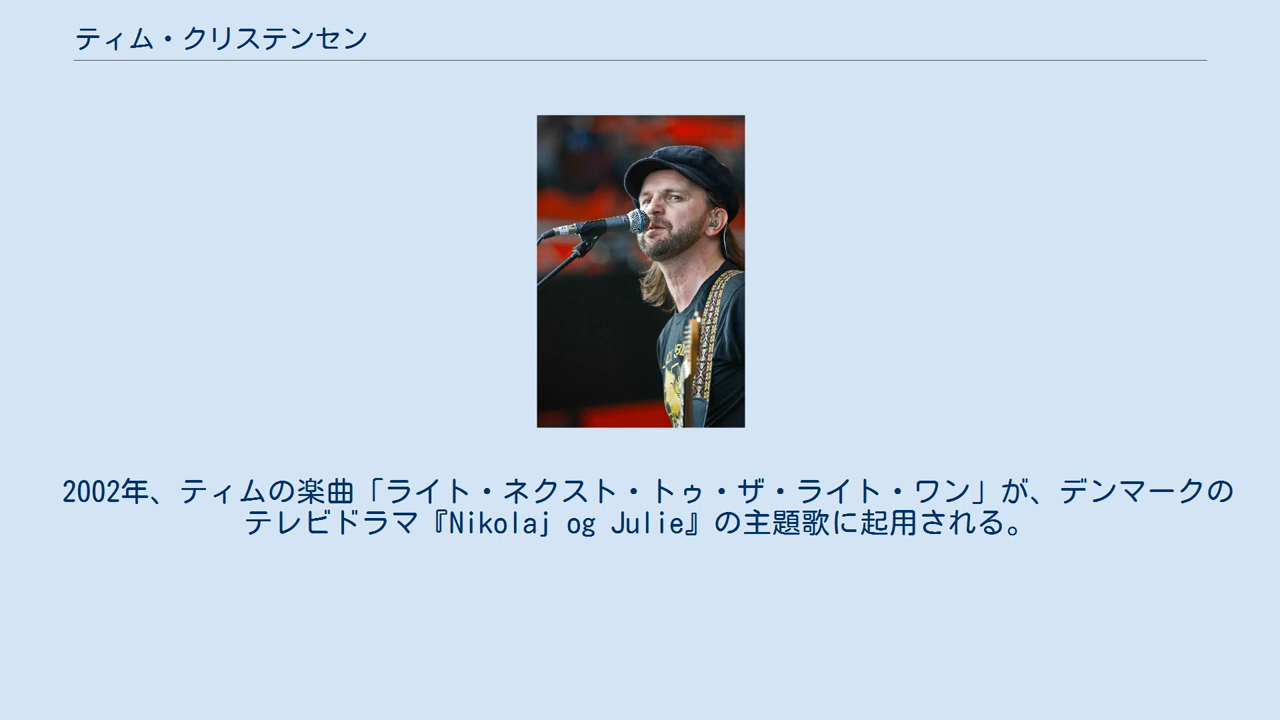 ティム・クリステンセン
2002年、ティムの楽曲「ライト・ネクスト・トゥ・ザ・ライト・ワン」が、デンマークの
テレビドラマ『Nikolaj og Julie』の主題歌に起用される。